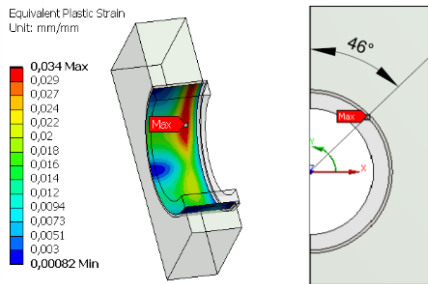 Equivalent Plastic Strain
Unit: mm/mm
0,034 Max
0,029
0,027
0,024
0,022
0,02
0,018
0,016
0,014
0,012
0,0094
0,0073
0,0051
0,003
0,00082 Min
Max
46°
Max
Y
Z
X